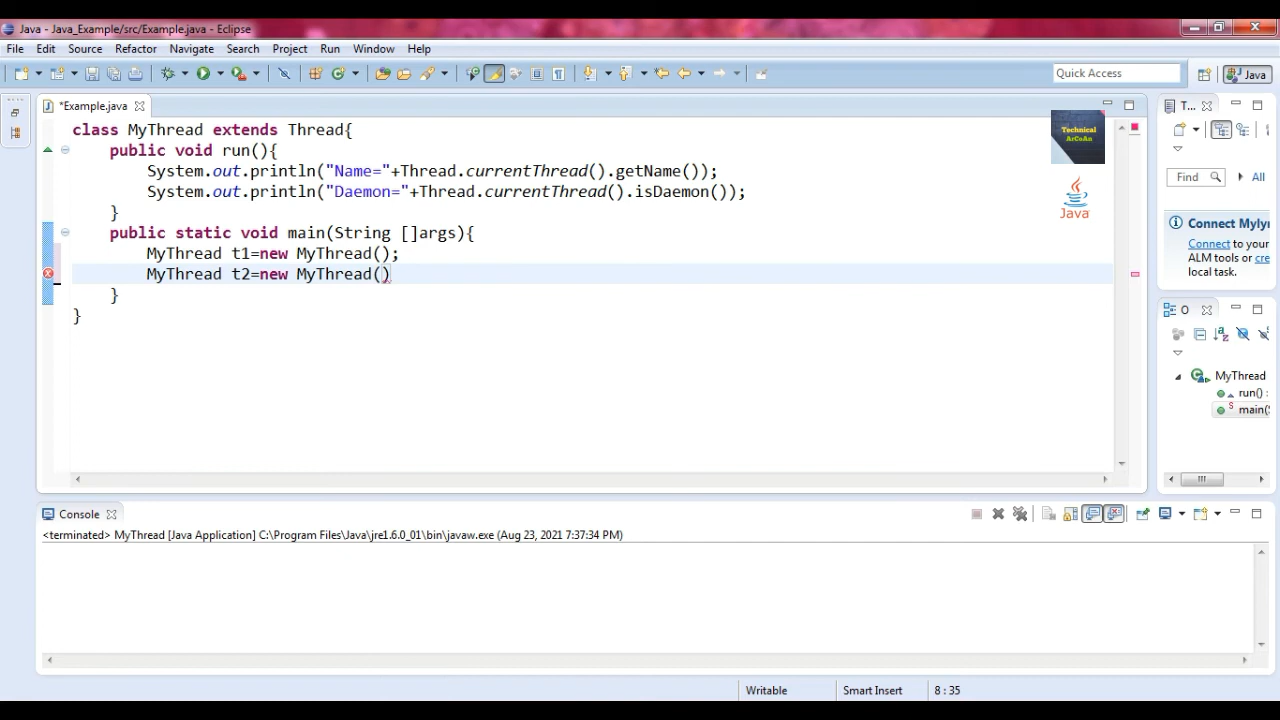 Java - Java_Example/src/Example.java - Eclipse
File Edit Source Refactor Navigate Search Project Run Window Help
Quick Access
Java
*Example.java
T...
class MyThread extends Thread{
public void run(){
System.out.println("Name="+Thread.currentThread().getName());
System.out.println("Daemon="+Thread.currentThread().isDaemon());
}
public static void main(String []args){
MyThread t1=new MyThread();
MyThread t2=new MyThread()
}
}
Technical
ArCoAn
Java
Find
All
Connect Myly
Connect to your
ALM tools or cre
local task.
O
MyThread
run() :
main(S
Console
<terminated> MyThread [Java Application] C:\Program Files\Java\jre1.6.0_01\bin\javaw.exe (Aug 23, 2021 7:37:34 PM)
Writable
Smart Insert
8 : 35